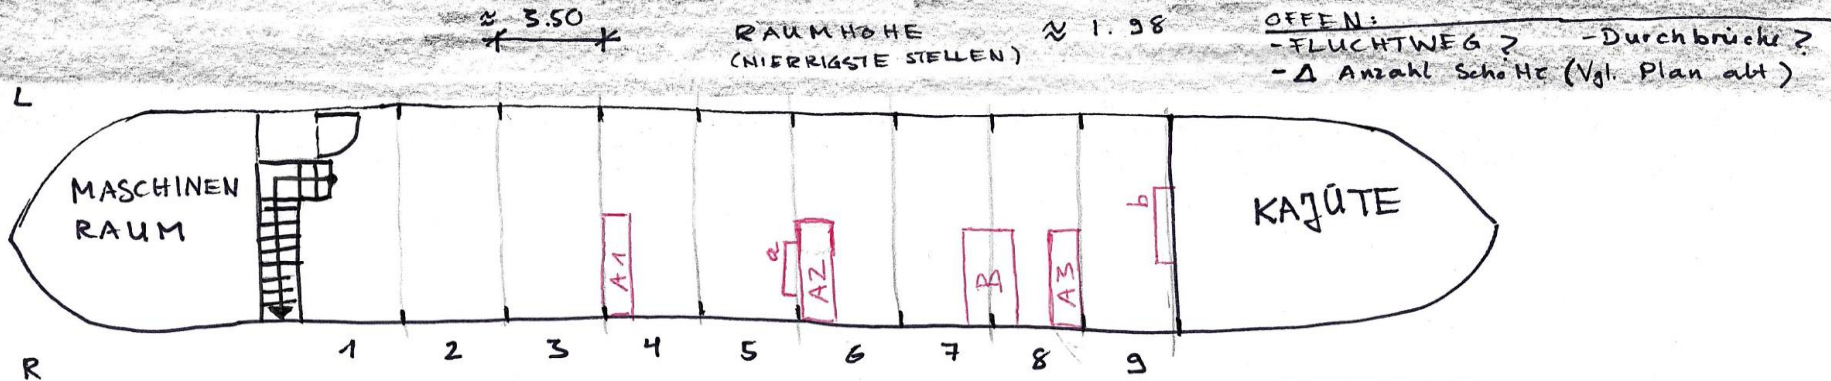 ≈ 3.50
RAUMHÖHE ≈ 1.98
(NIERRIGSTE STELLEN)
OFFEN:
- FLUCHTWEG? - Durchbrüche?
- Δ Anzahl Schotte (Vgl. Plan alt)
L
MASCHINEN
RAUM
A1
a
A2
B
A3
b
KAJÜTE
1 2 3 4 5 6 7 8 9
R